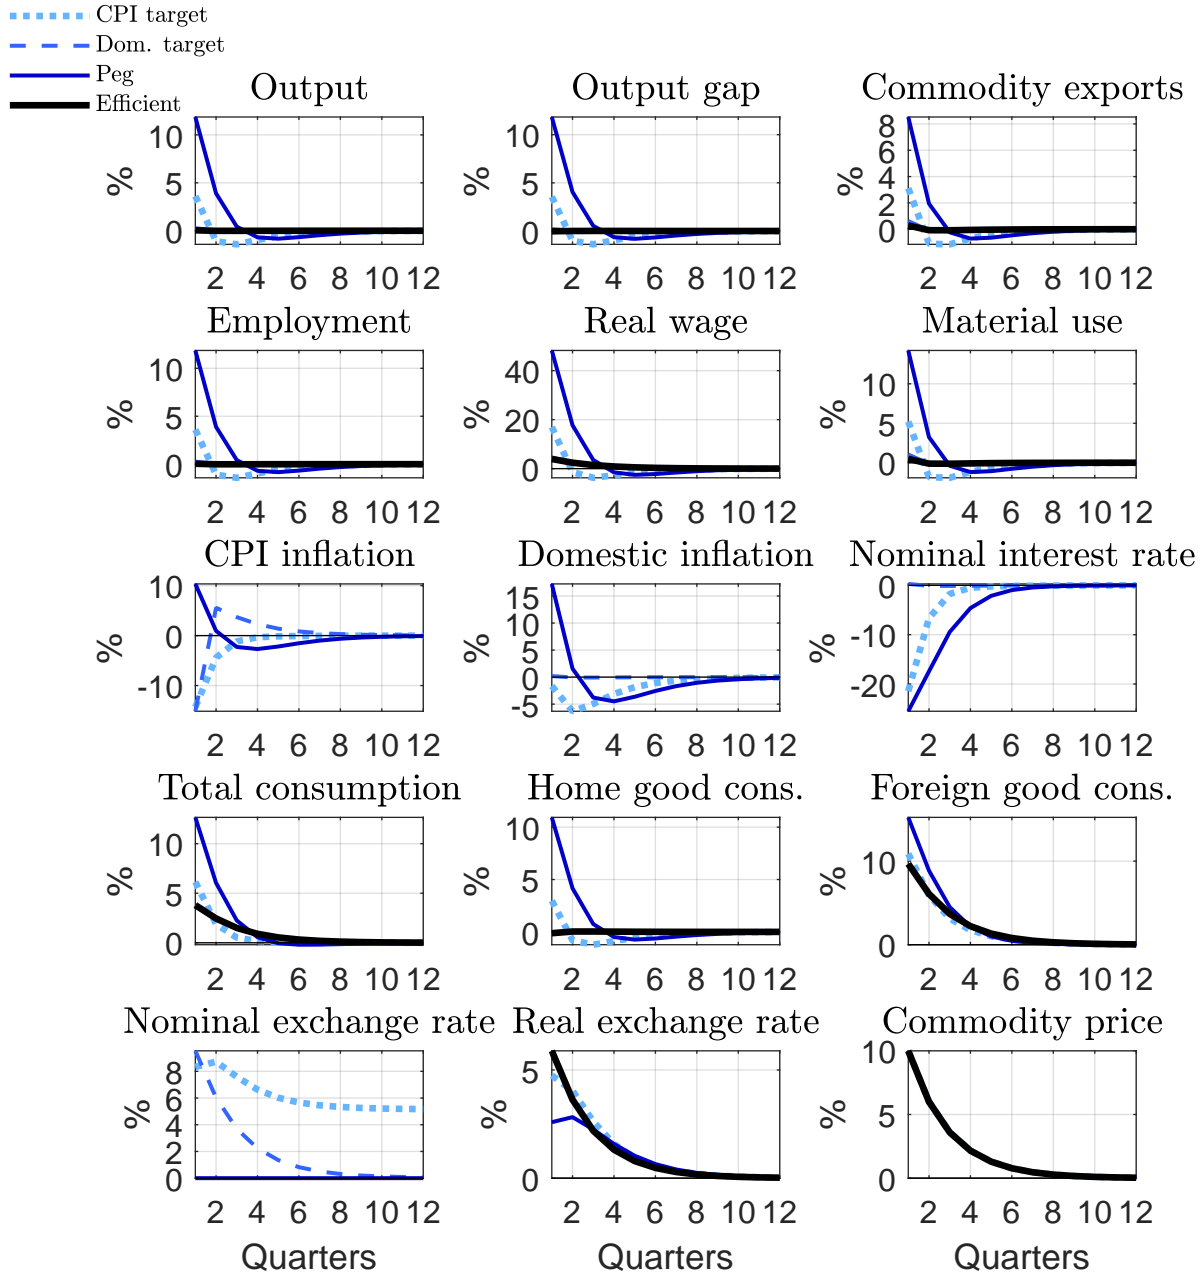 CPI target
Dom. target
Peg
Efficient
Output
Output gap
Commodity exports
%
10
5
0
2 4 6 8 10 12
%
10
5
0
2 4 6 8 10 12
%
8
6
4
2
0
2 4 6 8 10 12
Employment
Real wage
Material use
%
10
5
0
2 4 6 8 10 12
%
40
20
0
2 4 6 8 10 12
%
10
5
0
2 4 6 8 10 12
CPI inflation
Domestic inflation
Nominal interest rate
%
10
0
-10
2 4 6 8 10 12
%
15
10
5
0
-5
2 4 6 8 10 12
%
0
-10
-20
2 4 6 8 10 12
Total consumption
Home good cons.
Foreign good cons.
%
10
5
0
2 4 6 8 10 12
%
10
5
0
2 4 6 8 10 12
%
10
0
2 4 6 8 10 12
Nominal exchange rate
Real exchange rate
Commodity price
%
8
6
4
2
0
2 4 6 8 10 12
Quarters
%
5
0
2 4 6 8 10 12
Quarters
%
10
5
0
2 4 6 8 10 12
Quarters